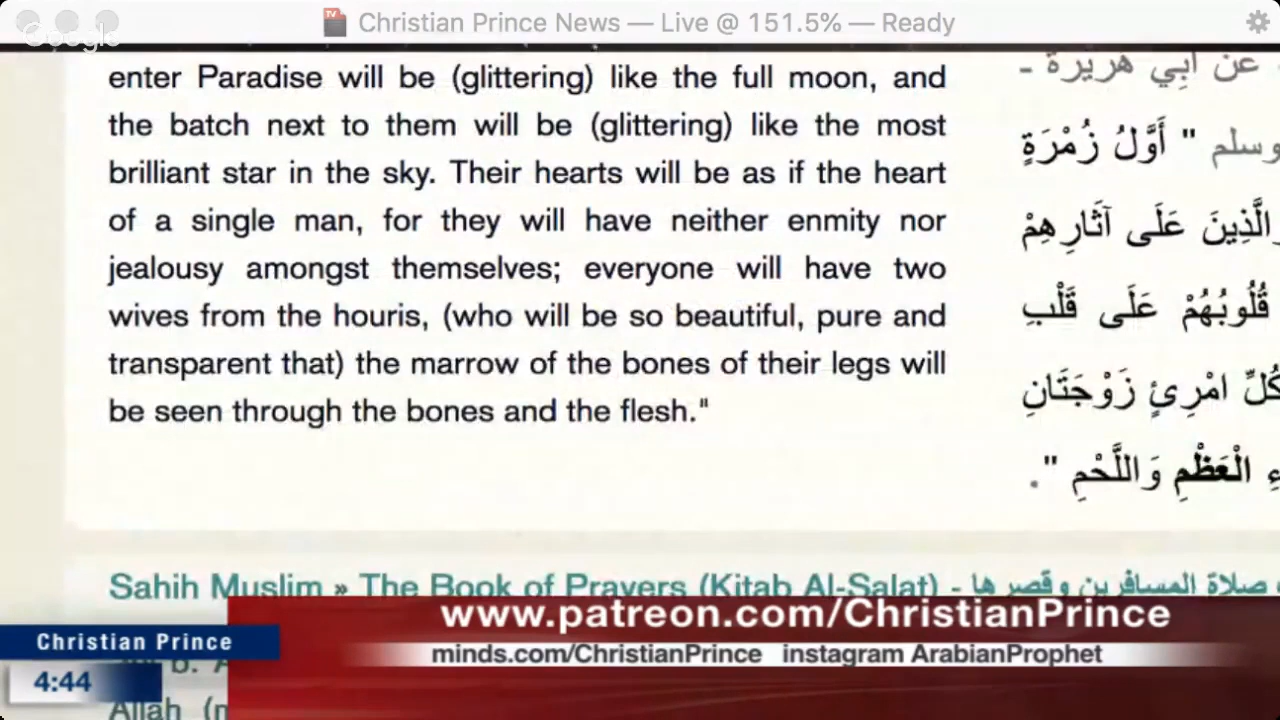 Christian Prince News — Live @ 151.5% — Ready
Google
enter Paradise will be (glittering) like the full moon, and
the batch next to them will be (glittering) like the most
brilliant star in the sky. Their hearts will be as if the heart
of a single man, for they will have neither enmity nor
jealousy amongst themselves; everyone will have two
wives from the houris, (who will be so beautiful, pure and
transparent that) the marrow of the bones of their legs will
be seen through the bones and the flesh."
عن أبي هريرة ـ
وسلم " أَوَّلُ زُمْرَةٍ
الَّذِينَ عَلَى آثَارِهِمْ
قُلُوبُهُمْ عَلَى قَلْبِ
كُلِّ امْرِئٍ زَوْجَتَانِ
الْعَظْمِ وَاللَّحْمِ ".
Sahih Muslim » The Book of Prayers (Kitab Al-Salat) - صلاة المسافرين وقصرها
www.patreon.com/ChristianPrince
Christian Prince
minds.com/ChristianPrince instagram ArabianProphet
b. A
4:44
Allah (m